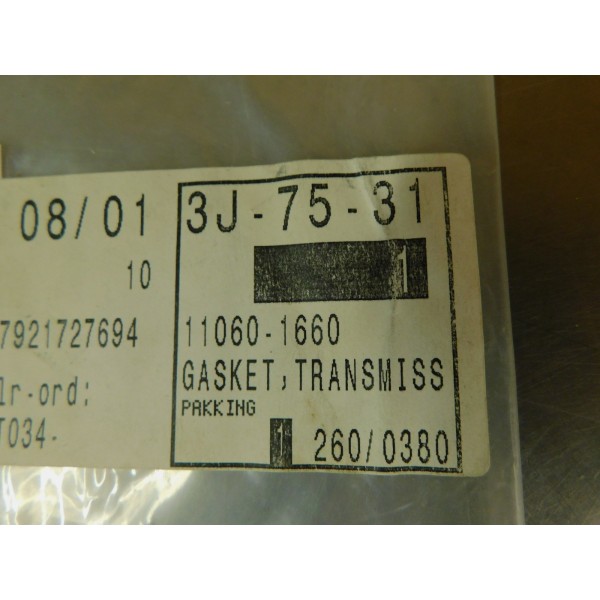 08/01
10
7921727694
lr-ord:
T034-
3J-75-31
1
11060-1660
GASKET,TRANSMISS
PAKKING
1 260/0380